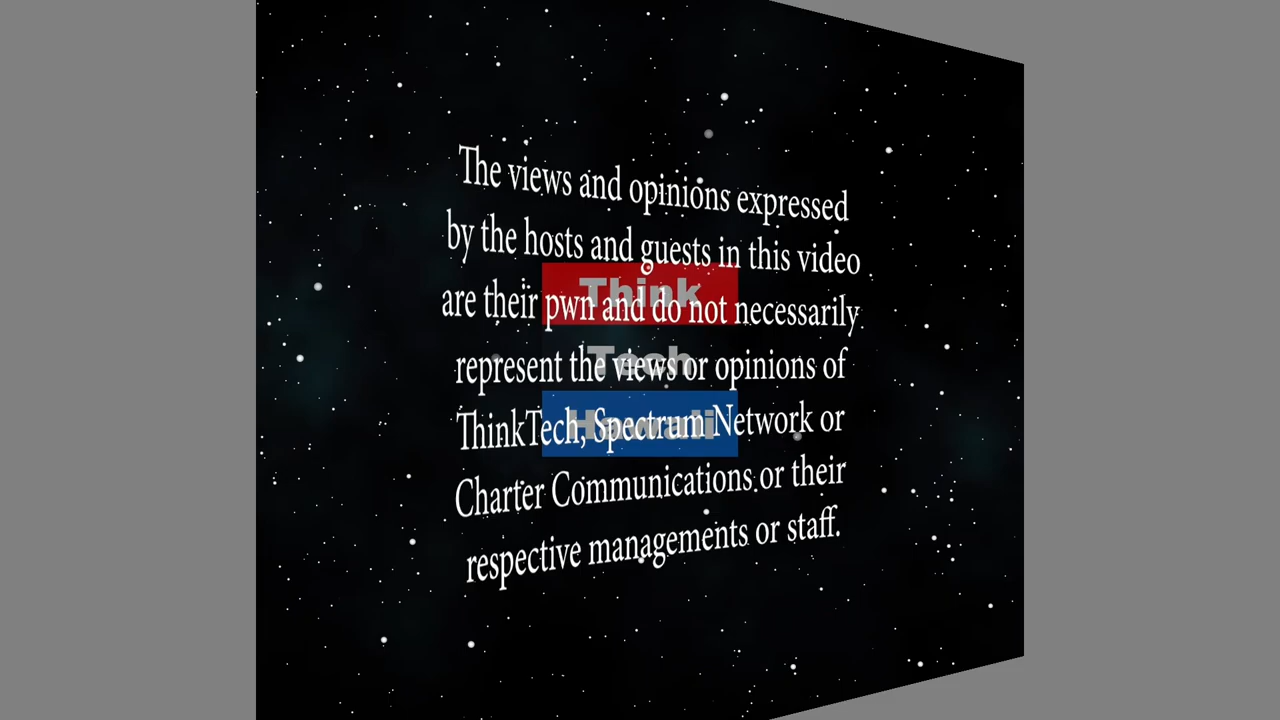 The views and opinions expressed
by the hosts and guests in this video
are their pwn and do not necessarily
represent the views or opinions of
ThinkTech, Spectrum Network or
Charter Communications or their
respective managements or staff.
Think
Tech
Hawaii